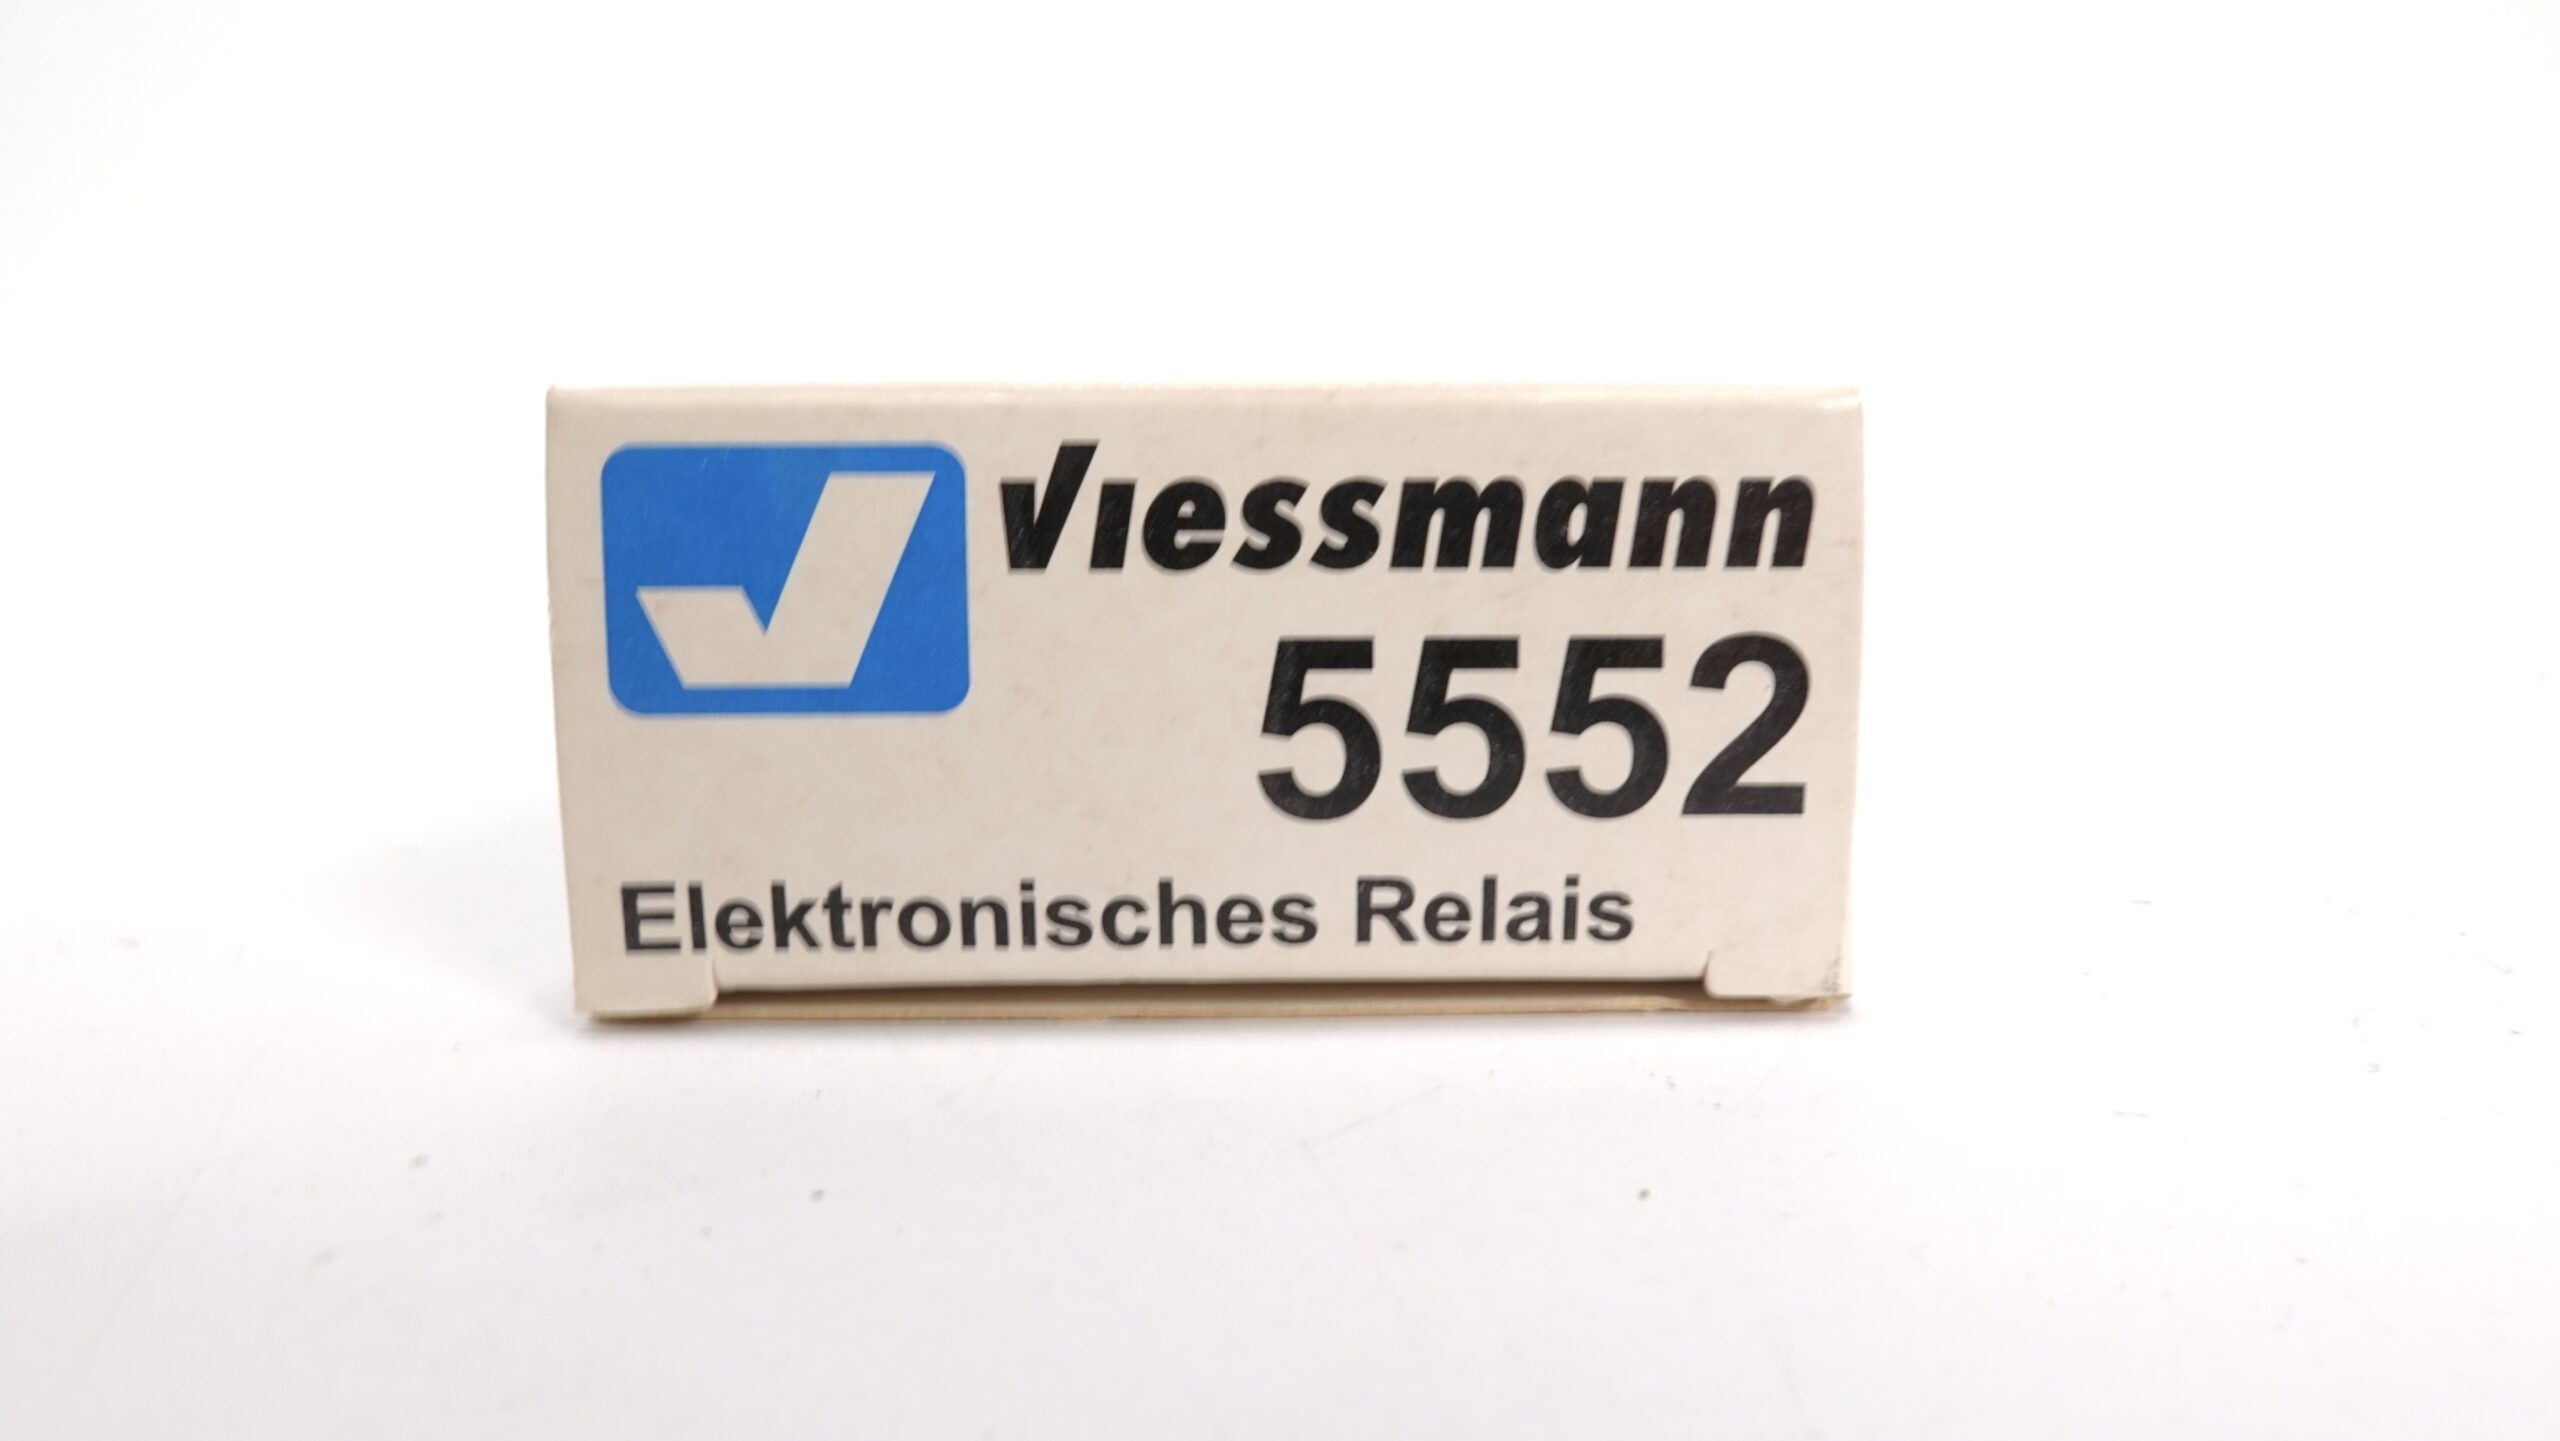 Viessmann
5552
Elektronisches Relais